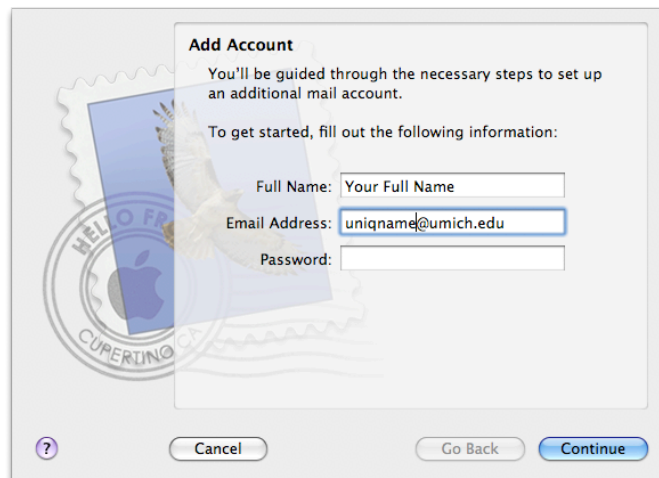 Add Account
You'll be guided through the necessary steps to set up
an additional mail account.
To get started, fill out the following information:
Full Name: Your Full Name
Email Address: uniqname@umich.edu
Password:
HELLO FR
CUPERTINO CA
? Cancel Go Back Continue